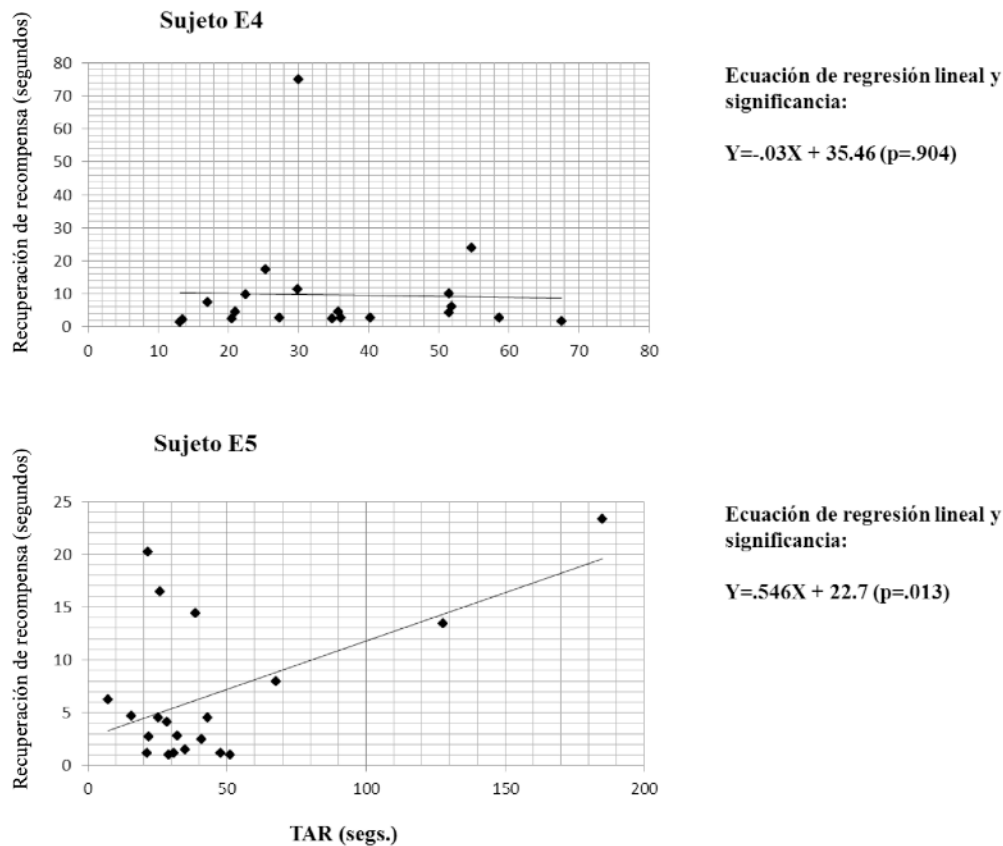 Sujeto E4
Recuperación de recompensa (segundos)
80
70
60
50
40
30
20
10
0
0 10 20 30 40 50 60 70 80
Ecuación de regresión lineal y
significancia:
Y=-.03X + 35.46 (p=.904)
Sujeto E5
Recuperación de recompensa (segundos)
25
20
15
10
5
0
0 50 100 150 200
TAR (segs.)
Ecuación de regresión lineal y
significancia:
Y=.546X + 22.7 (p=.013)